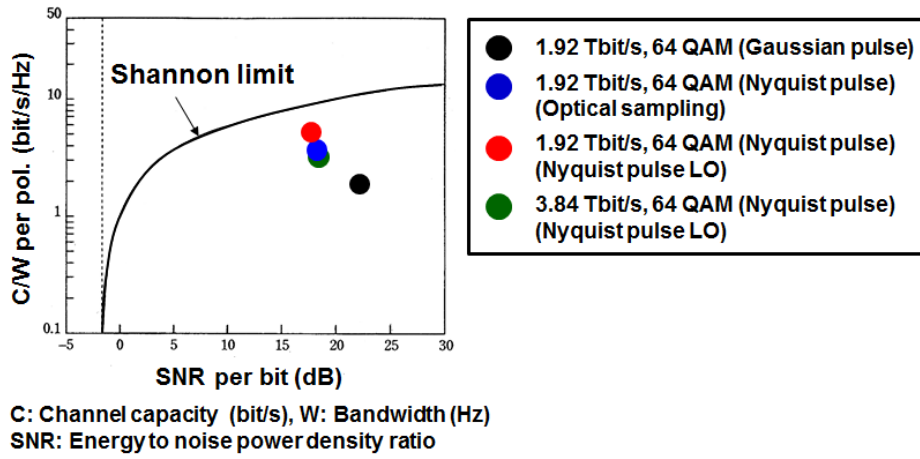 50
10
1
0.1
C/W per pol. (bit/s/Hz)
Shannon limit
−5 0 5 10 15 20 25 30
SNR per bit (dB)
1.92 Tbit/s, 64 QAM (Gaussian pulse)
1.92 Tbit/s, 64 QAM (Nyquist pulse)
(Optical sampling)
1.92 Tbit/s, 64 QAM (Nyquist pulse)
(Nyquist pulse LO)
3.84 Tbit/s, 64 QAM (Nyquist pulse)
(Nyquist pulse LO)
C: Channel capacity (bit/s), W: Bandwidth (Hz)
SNR: Energy to noise power density ratio